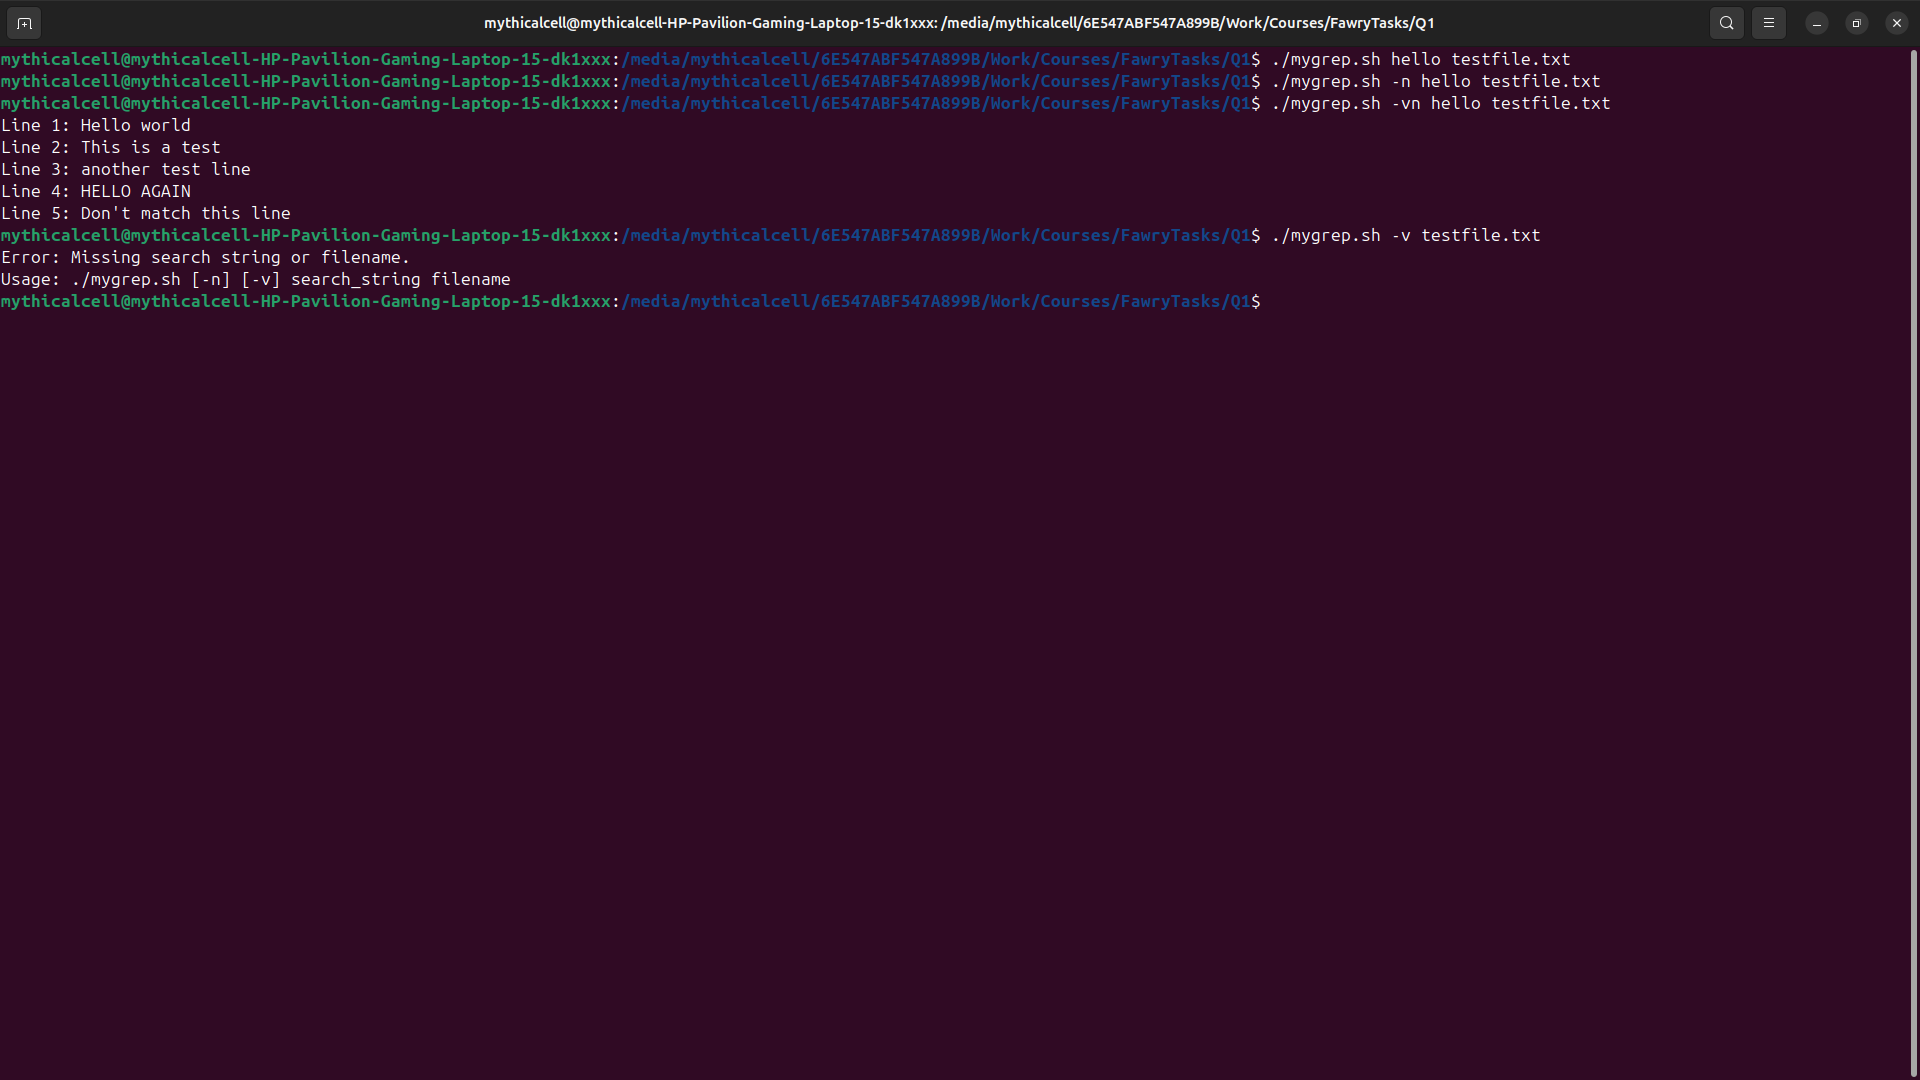 mythicalcell@mythicalcell-HP-Pavilion-Gaming-Laptop-15-dk1xxx: /media/mythicalcell/6E547ABF547A899B/Work/Courses/FawryTasks/Q1
mythicalcell@mythicalcell-HP-Pavilion-Gaming-Laptop-15-dk1xxx:/media/mythicalcell/6E547ABF547A899B/Work/Courses/FawryTasks/Q1$ ./mygrep.sh hello testfile.txt
mythicalcell@mythicalcell-HP-Pavilion-Gaming-Laptop-15-dk1xxx:/media/mythicalcell/6E547ABF547A899B/Work/Courses/FawryTasks/Q1$ ./mygrep.sh -n hello testfile.txt
mythicalcell@mythicalcell-HP-Pavilion-Gaming-Laptop-15-dk1xxx:/media/mythicalcell/6E547ABF547A899B/Work/Courses/FawryTasks/Q1$ ./mygrep.sh -vn hello testfile.txt
Line 1: Hello world
Line 2: This is a test
Line 3: another test line
Line 4: HELLO AGAIN
Line 5: Don't match this line
mythicalcell@mythicalcell-HP-Pavilion-Gaming-Laptop-15-dk1xxx:/media/mythicalcell/6E547ABF547A899B/Work/Courses/FawryTasks/Q1$ ./mygrep.sh -v testfile.txt
Error: Missing search string or filename.
Usage: ./mygrep.sh [-n] [-v] search_string filename
mythicalcell@mythicalcell-HP-Pavilion-Gaming-Laptop-15-dk1xxx:/media/mythicalcell/6E547ABF547A899B/Work/Courses/FawryTasks/Q1$